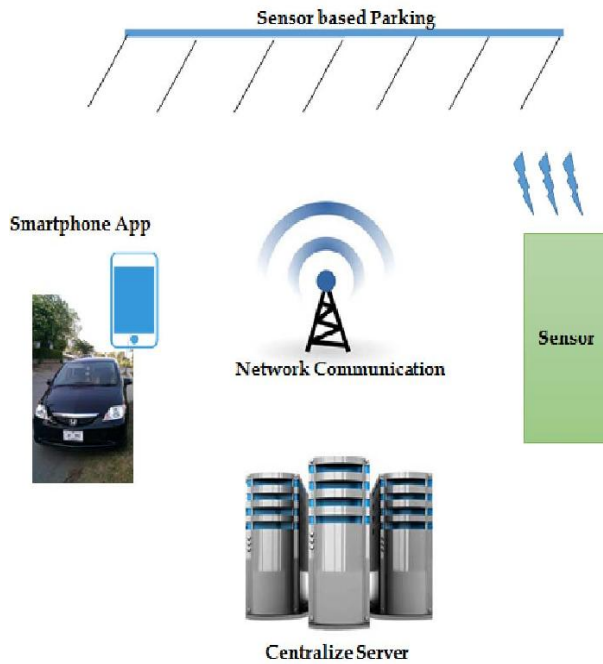 Sensor based Parking
Smartphone App
Sensor
Network Communication
Centralize Server